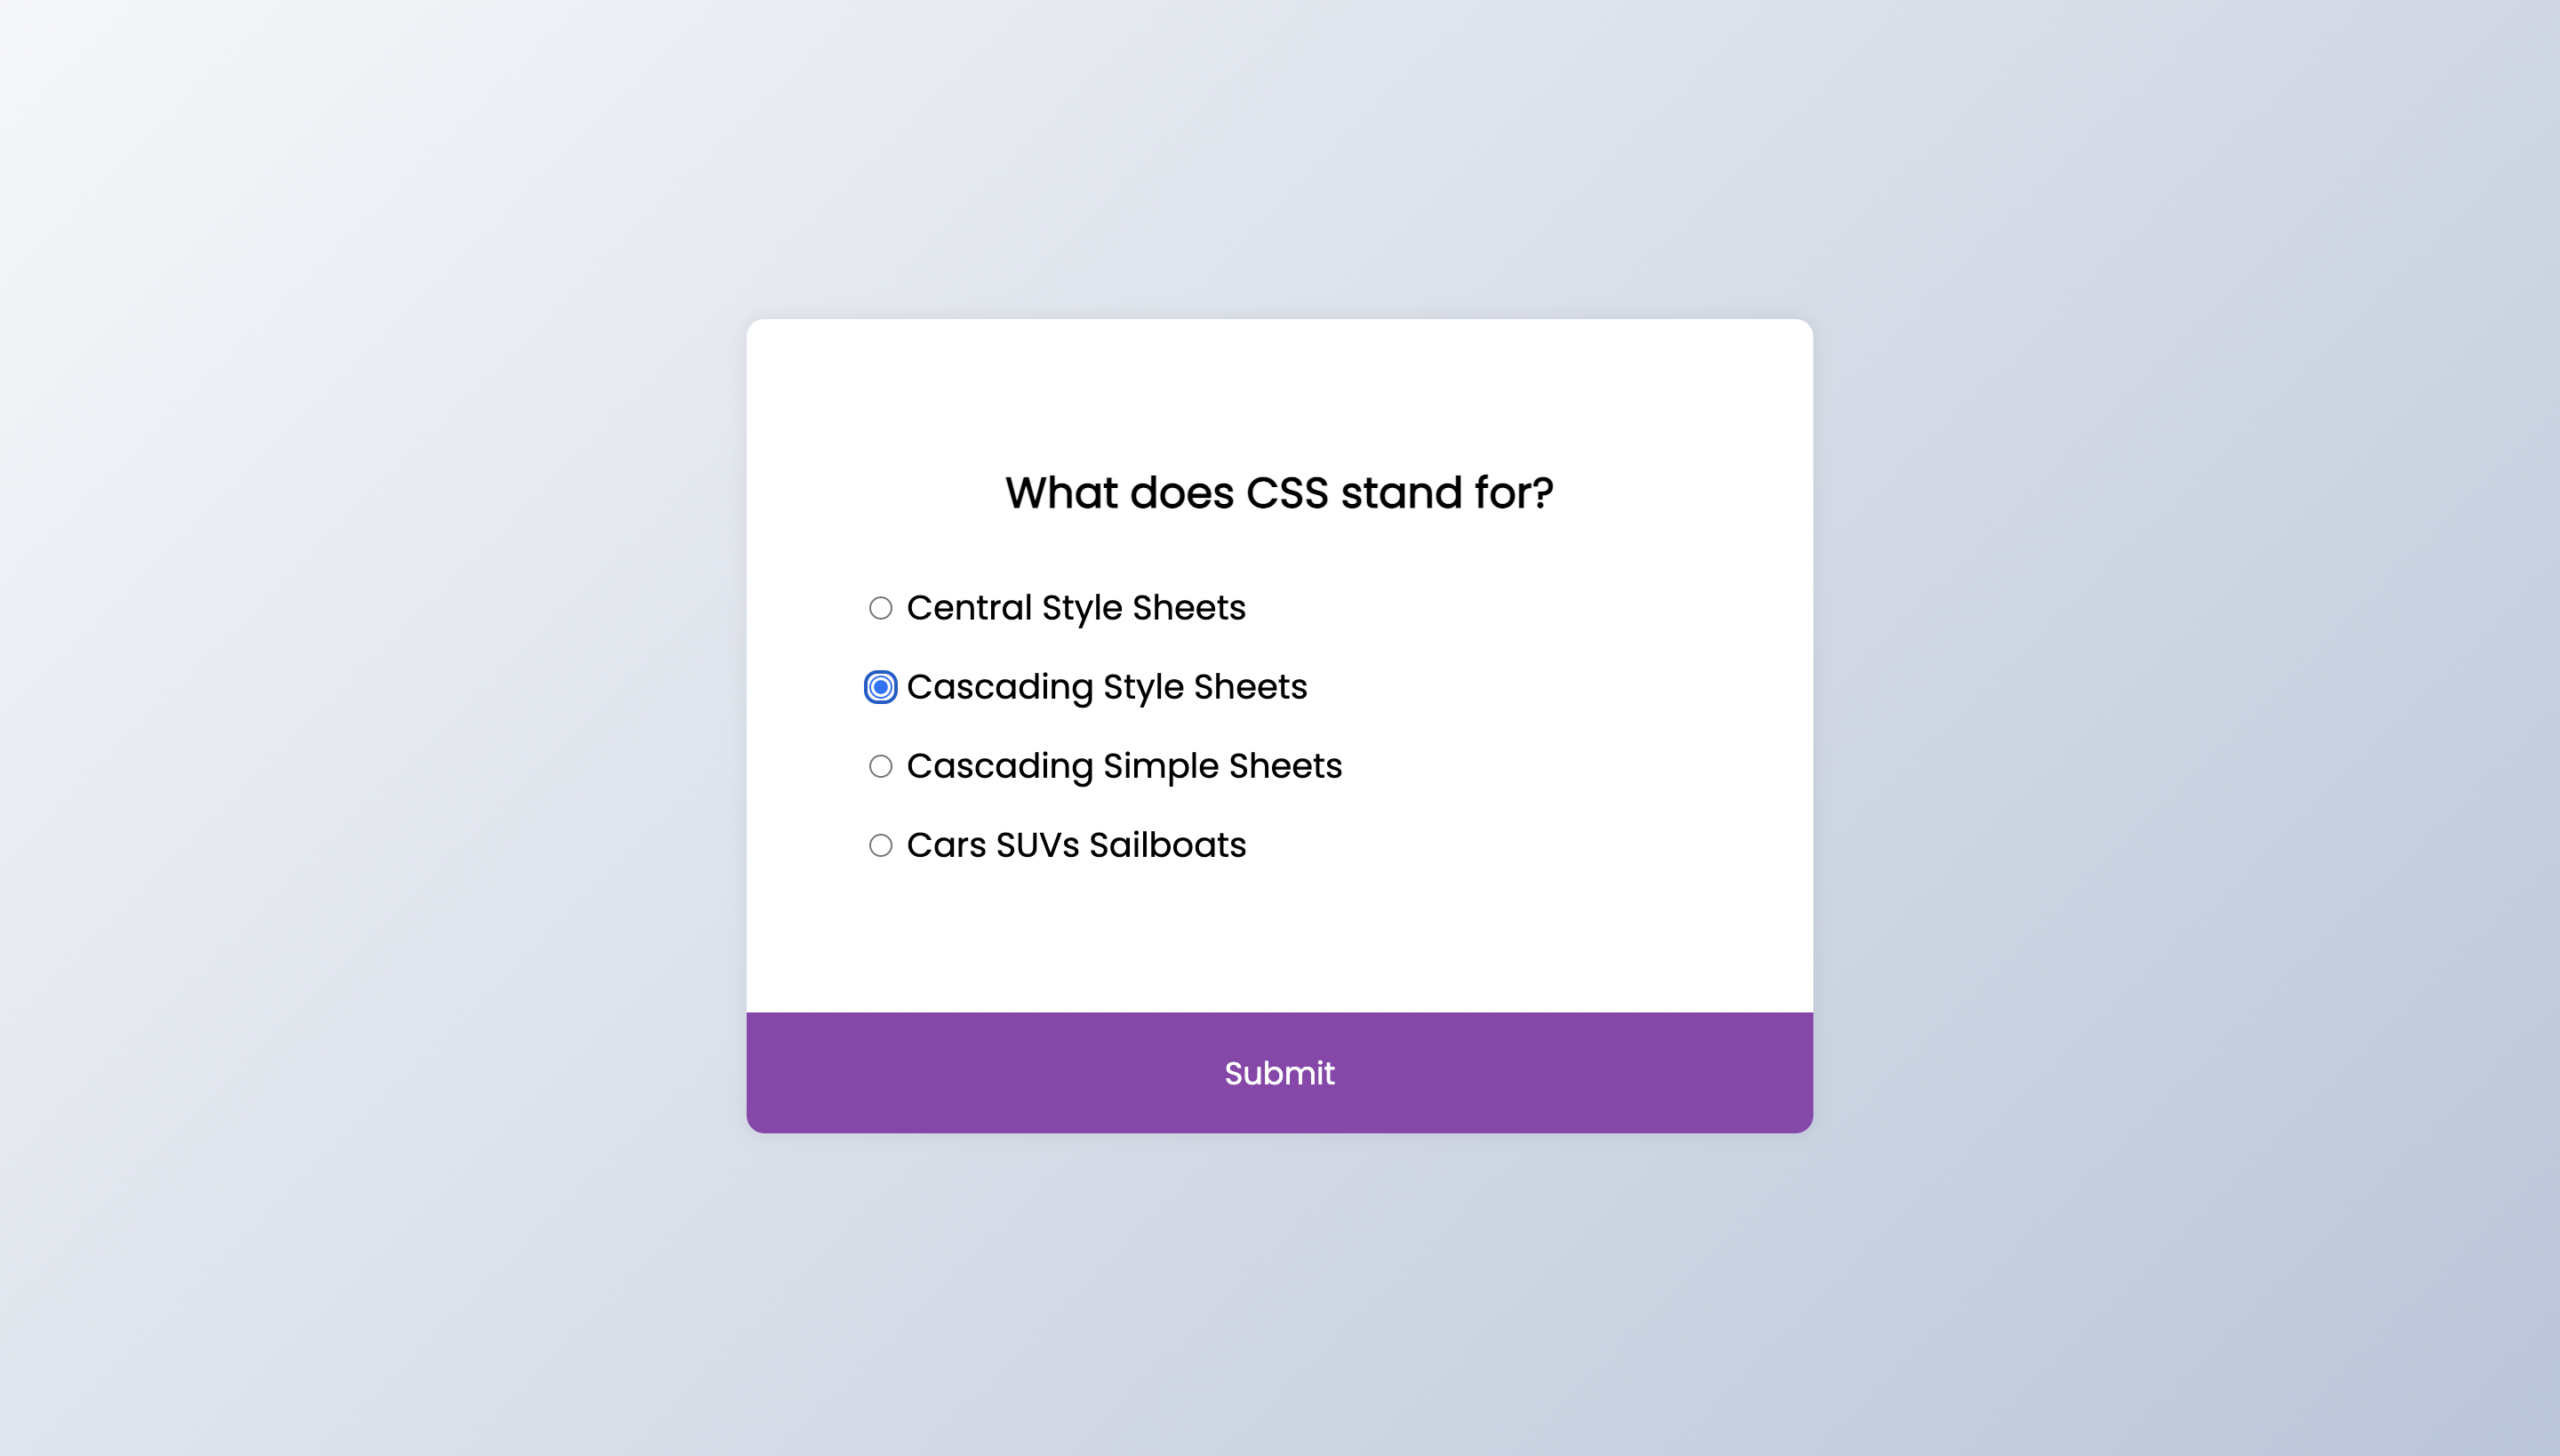 What does CSS stand for?
Central Style Sheets
Cascading Style Sheets
Cascading Simple Sheets
Cars SUVs Sailboats
Submit